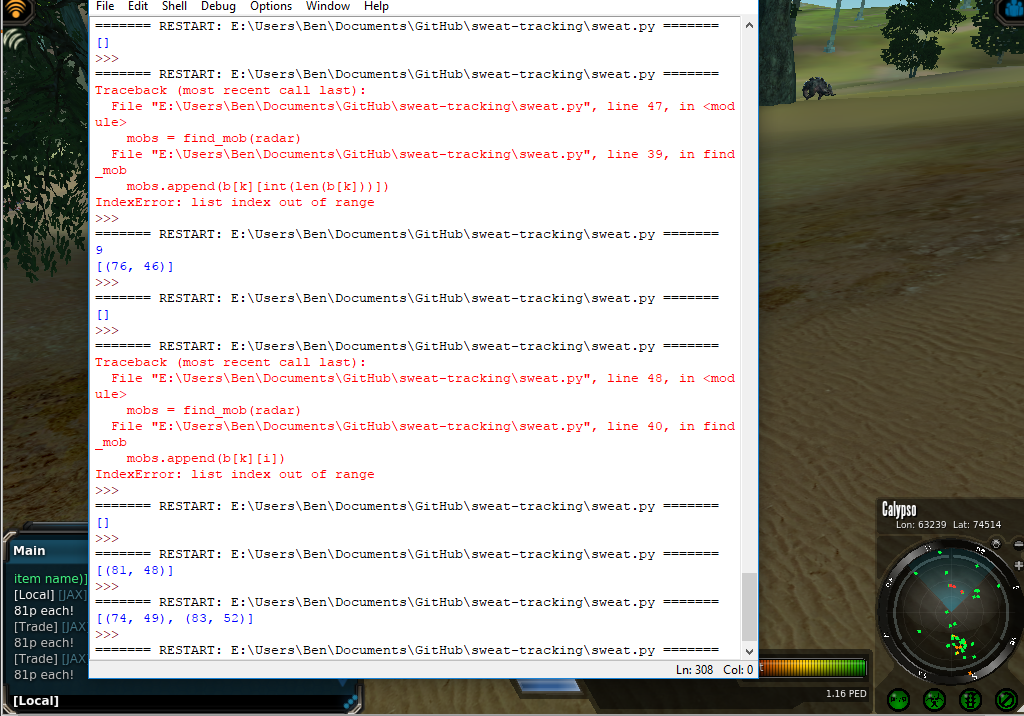 File Edit Shell Debug Options Window Help
======= RESTART: E:\Users\Ben\Documents\GitHub\sweat-tracking\sweat.py =======
[]
>>>
======= RESTART: E:\Users\Ben\Documents\GitHub\sweat-tracking\sweat.py =======
Traceback (most recent call last):
  File "E:\Users\Ben\Documents\GitHub\sweat-tracking\sweat.py", line 47, in <mod
ule>
    mobs = find_mob(radar)
  File "E:\Users\Ben\Documents\GitHub\sweat-tracking\sweat.py", line 39, in find
_mob
    mobs.append(b[k][int(len(b[k]))])
IndexError: list index out of range
>>>
======= RESTART: E:\Users\Ben\Documents\GitHub\sweat-tracking\sweat.py =======
9
[(76, 46)]
>>>
======= RESTART: E:\Users\Ben\Documents\GitHub\sweat-tracking\sweat.py =======
[]
>>>
======= RESTART: E:\Users\Ben\Documents\GitHub\sweat-tracking\sweat.py =======
Traceback (most recent call last):
  File "E:\Users\Ben\Documents\GitHub\sweat-tracking\sweat.py", line 48, in <mod
ule>
    mobs = find_mob(radar)
  File "E:\Users\Ben\Documents\GitHub\sweat-tracking\sweat.py", line 40, in find
_mob
    mobs.append(b[k][i])
IndexError: list index out of range
>>>
======= RESTART: E:\Users\Ben\Documents\GitHub\sweat-tracking\sweat.py =======
[]
>>>
======= RESTART: E:\Users\Ben\Documents\GitHub\sweat-tracking\sweat.py =======
[(81, 48)]
>>>
======= RESTART: E:\Users\Ben\Documents\GitHub\sweat-tracking\sweat.py =======
[(74, 49), (83, 52)]
>>>
======= RESTART: E:\Users\Ben\Documents\GitHub\sweat-tracking\sweat.py =======
Ln: 308 Col: 0
Main
item name)]
[Local] [JAX
81p each!
[Trade] [JAX
81p each!
[Trade] [JAX
81p each!
[Local]
1.16 PED
Calypso
Lon: 63239 Lat: 74514